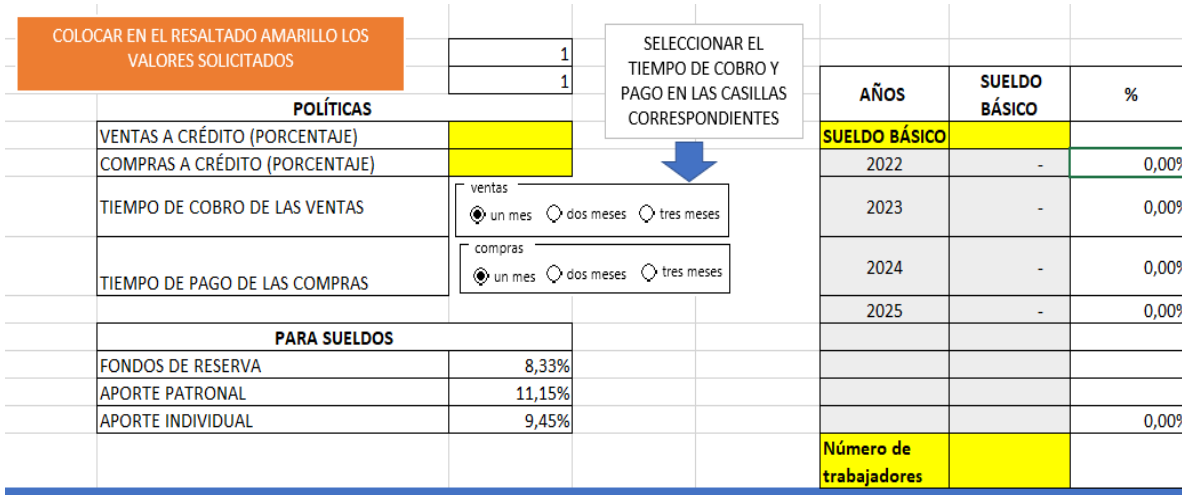 COLOCAR EN EL RESALTADO AMARILLO LOS
VALORES SOLICITADOS
1
1
SELECCIONAR EL
TIEMPO DE COBRO Y
PAGO EN LAS CASILLAS
CORRESPONDIENTES
POLÍTICAS
VENTAS A CRÉDITO (PORCENTAJE)
COMPRAS A CRÉDITO (PORCENTAJE)
TIEMPO DE COBRO DE LAS VENTAS
ventas
un mes dos meses tres meses
TIEMPO DE PAGO DE LAS COMPRAS
compras
un mes dos meses tres meses
PARA SUELDOS
FONDOS DE RESERVA 8,33%
APORTE PATRONAL 11,15%
APORTE INDIVIDUAL 9,45%
AÑOS SUELDO BÁSICO %
SUELDO BÁSICO
2022 - 0,00%
2023 - 0,00%
2024 - 0,00%
2025 - 0,00%
0,00%
Número de
trabajadores